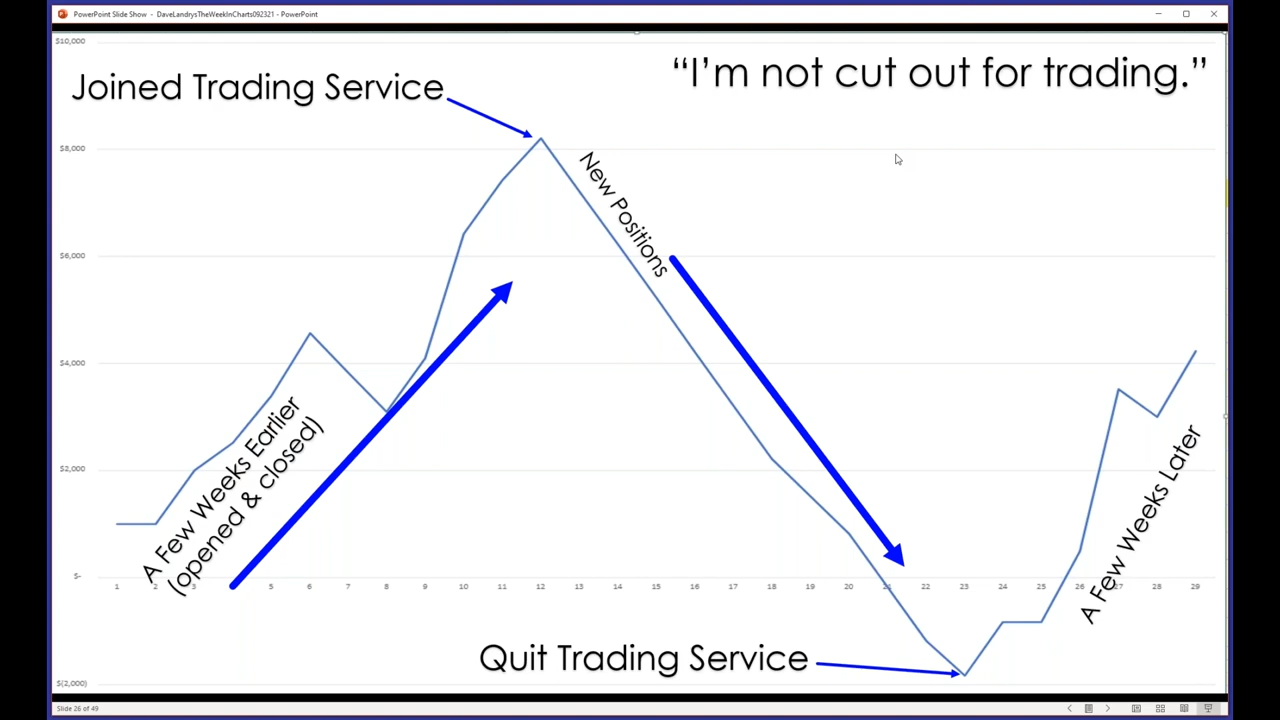 PowerPoint Slide Show - DaveLandrysTheWeekInCharts092321 - PowerPoint
$10,000
Joined Trading Service
"I'm not cut out for trading."
$8,000
New Positions
$6,000
$4,000
A Few Weeks Earlier
(opened & closed)
A Few Weeks Later
$2,000
$-
1 2 3 5 6 7 8 9 10 11 12 13 14 15 16 17 18 19 20 21 22 23 24 25 26 27 28 29
Quit Trading Service
$(2,000)
Slide 26 of 49